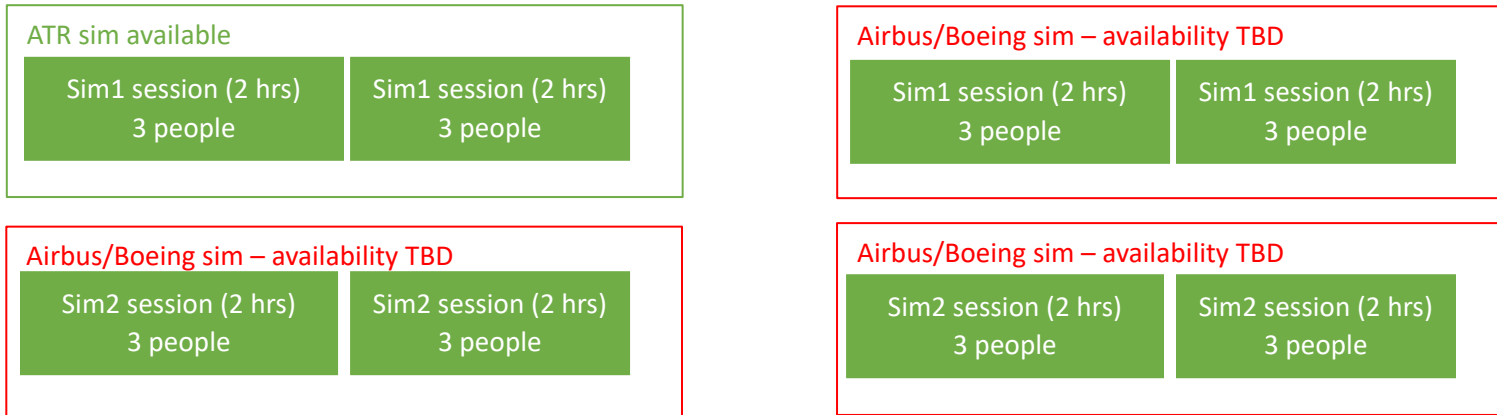 ATR sim available
Sim1 session (2 hrs)
3 people
Sim1 session (2 hrs)
3 people
Airbus/Boeing sim – availability TBD
Sim1 session (2 hrs)
3 people
Sim1 session (2 hrs)
3 people
Airbus/Boeing sim – availability TBD
Sim2 session (2 hrs)
3 people
Sim2 session (2 hrs)
3 people
Airbus/Boeing sim – availability TBD
Sim2 session (2 hrs)
3 people
Sim2 session (2 hrs)
3 people